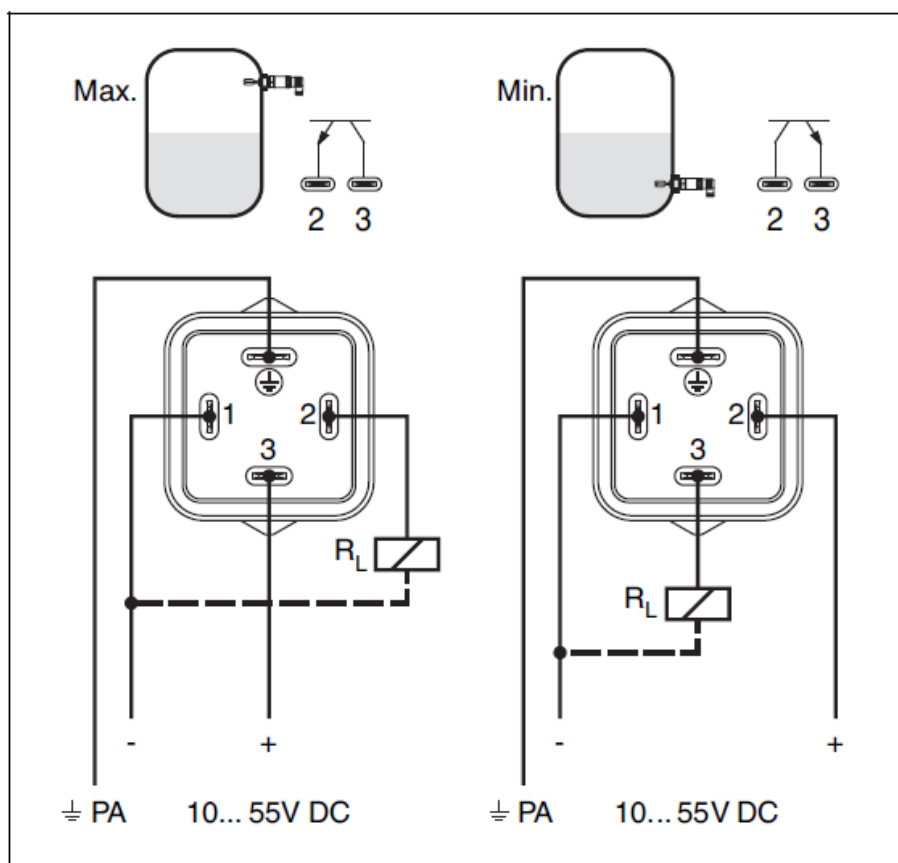 Max.
2 3
Min.
2 3
1
2
3
R_L
- +
⏚ PA 10... 55V DC
1
2
3
R_L
- +
⏚ PA 10... 55V DC